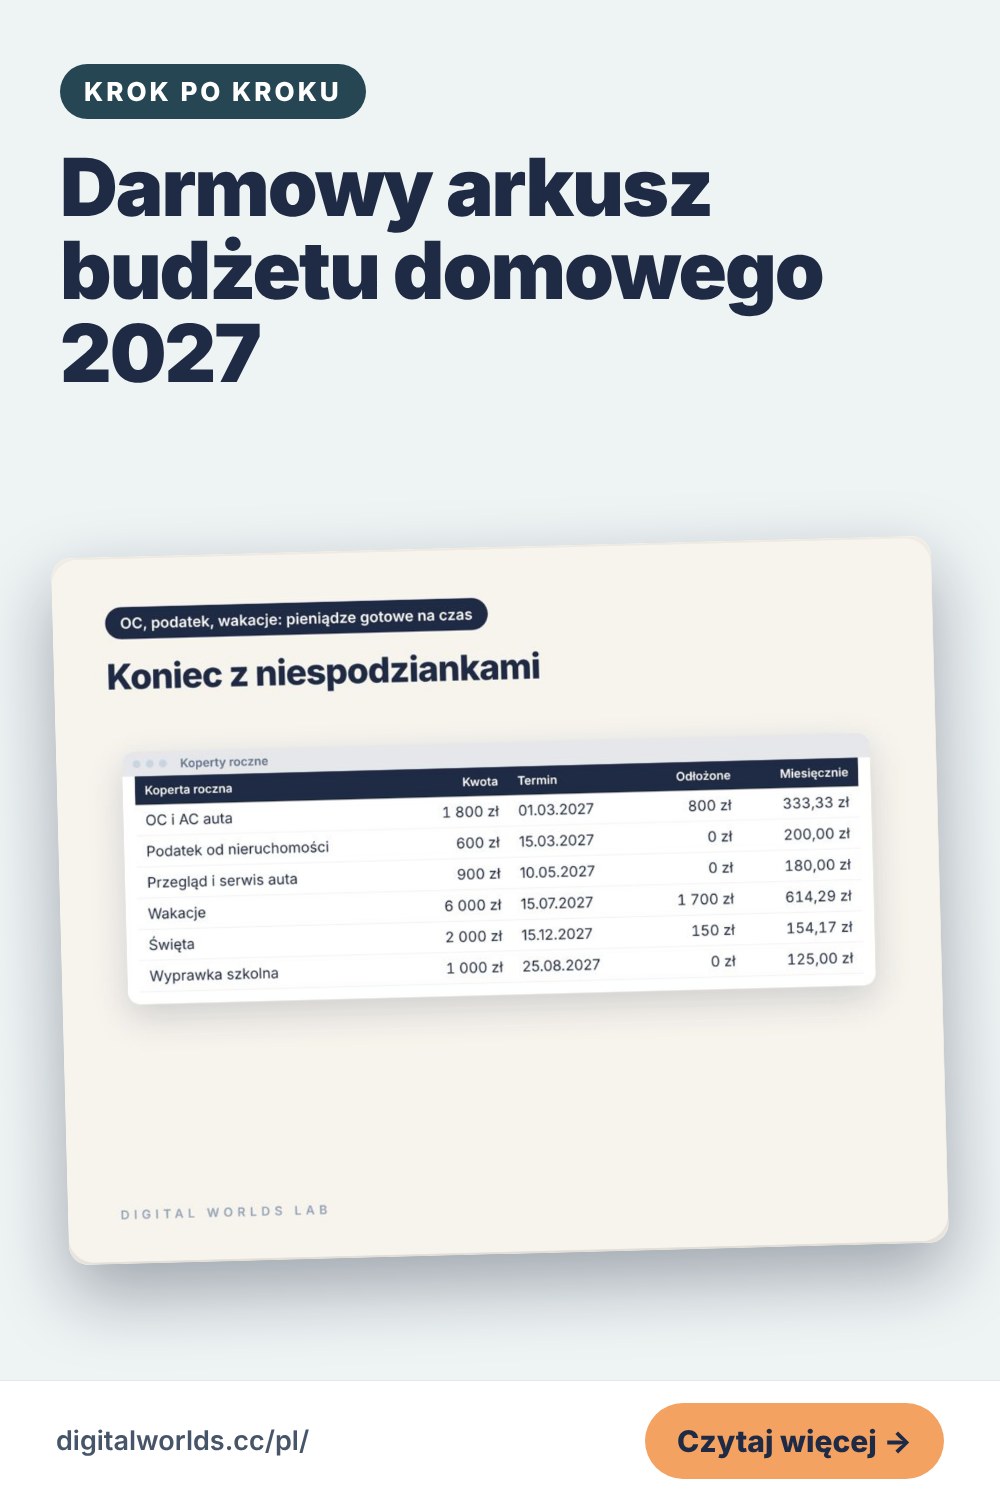 KROK PO KROKU
Darmowy arkusz
budżetu domowego
2027
OC, podatek, wakacje: pieniądze gotowe na czas
Koniec z niespodziankami
Koperty roczne
Koperta roczna Kwota Termin Odłożone Miesięcznie
OC i AC auta 1 800 zł 01.03.2027 800 zł 333,33 zł
Podatek od nieruchomości 600 zł 15.03.2027 0 zł 200,00 zł
Przegląd i serwis auta 900 zł 10.05.2027 0 zł 180,00 zł
Wakacje 6 000 zł 15.07.2027 1 700 zł 614,29 zł
Święta 2 000 zł 15.12.2027 150 zł 154,17 zł
Wyprawka szkolna 1 000 zł 25.08.2027 0 zł 125,00 zł
DIGITAL WORLDS LAB
digitalworlds.cc/pl/
Czytaj więcej →